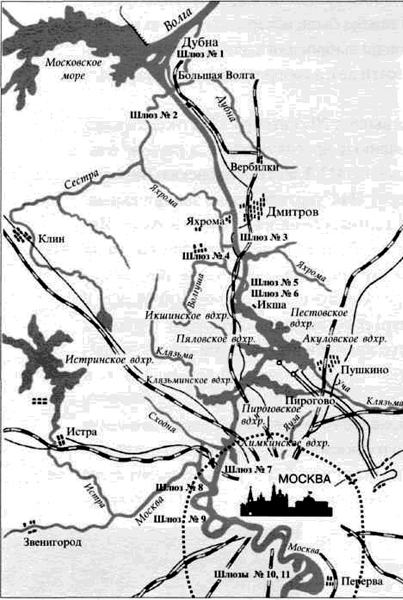 Волга
Дубна
Московское
море
Шлюз № 1
Большая Волга
Шлюз № 2
Дубна
Вербилки
Сестра
Яхрома
Дмитров
Яхрома
Клин
Шлюз № 3
Шлюз № 4
Яхрома
Волгуша
Шлюз № 5
Шлюз № 6
Икша
Икшинское вдхр.
Пестовское
вдхр.
Пяловское вдхр.
Акуловское вдхр.
Истринское вдхр.
Клязьма
Пушкино
Клязьминское вдхр.
Уча
Пирогово
Клязьма
Пироговское
вдхр.
Яуза
Сходня
Химкинское вдхр.
Истра
Шлюз № 7
МОСКВА
Шлюз № 8
Истра
Москва
Шлюз № 9
Звенигород
Москва
Шлюзы № 10, 11
Перерва